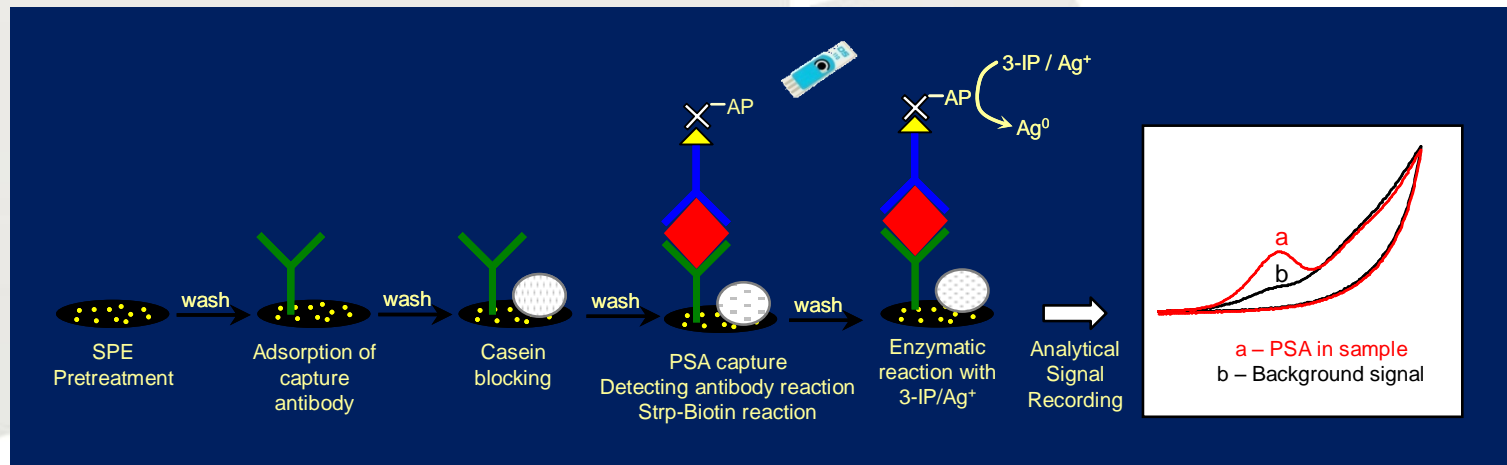 3-IP / Ag⁺
AP
Ag⁰
AP
wash
wash
wash
wash
SPE
Pretreatment
Adsorption of
capture
antibody
Casein
blocking
PSA capture
Detecting antibody reaction
Strp-Biotin reaction
Enzymatic
reaction with
3-IP/Ag⁺
Analytical
Signal
Recording
a
b
a – PSA in sample
b – Background signal